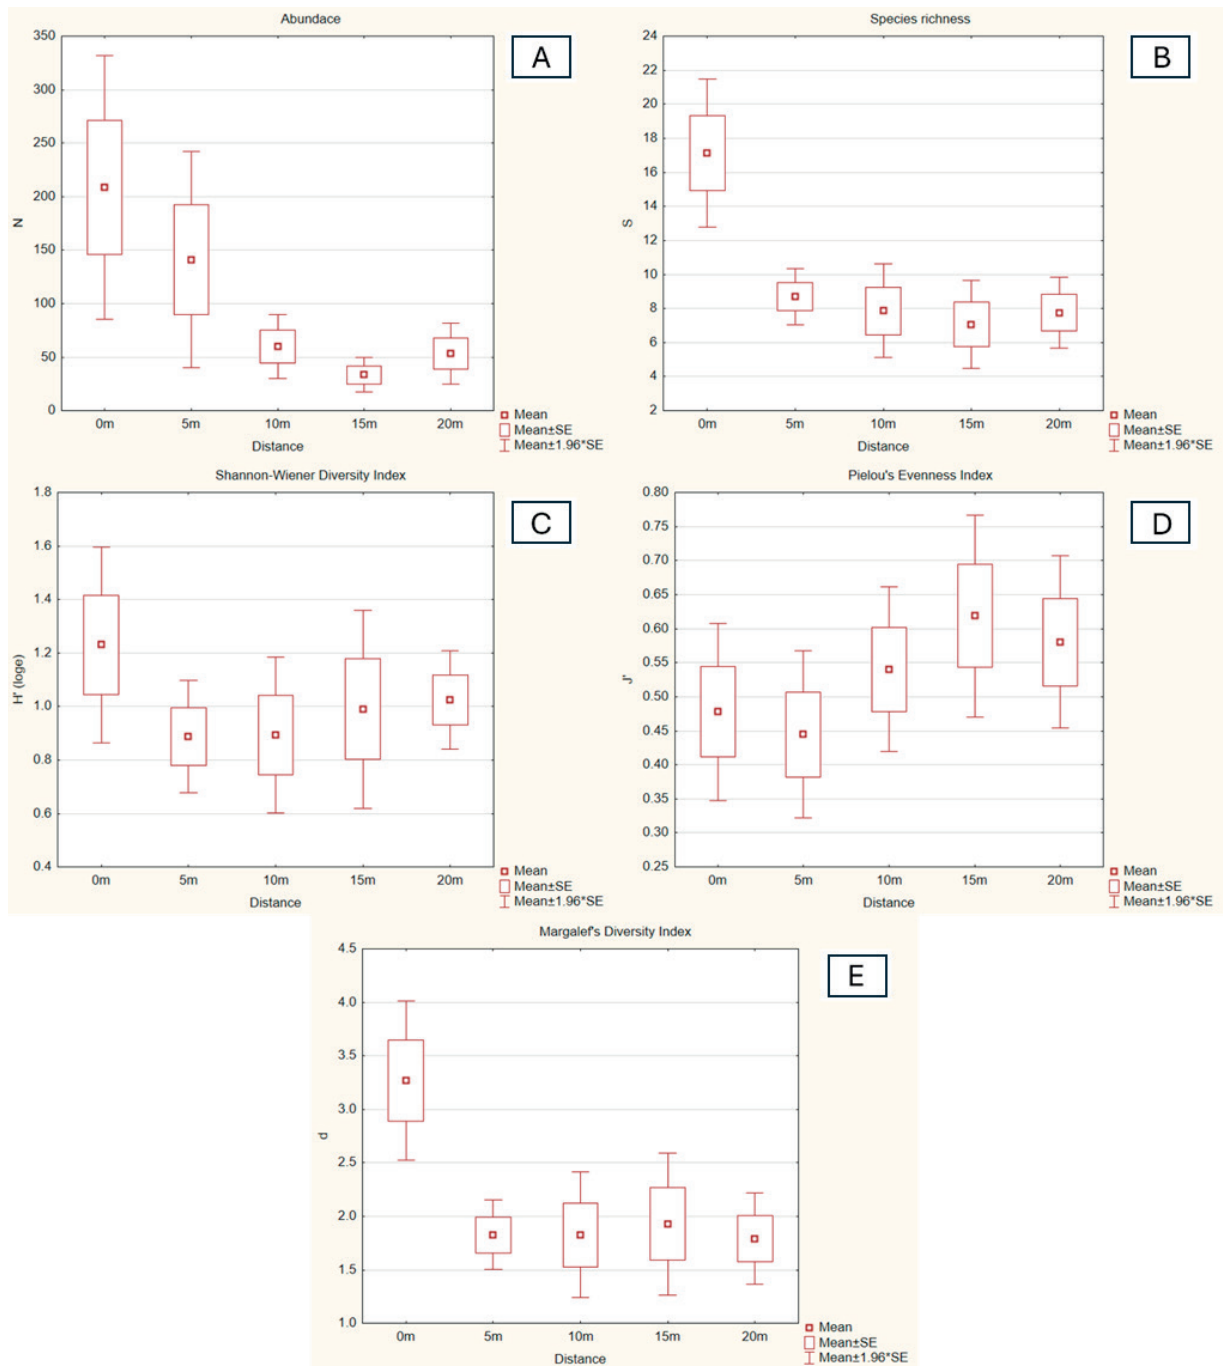 Abundace
A
350
300
250
200
150
100
50
0
N
0m 5m 10m 15m 20m
Distance
Mean
Mean±SE
Mean±1.96*SE
Species richness
B
24
22
20
18
16
14
12
10
8
6
4
2
S
0m 5m 10m 15m 20m
Distance
Mean
Mean±SE
Mean±1.96*SE
Shannon-Wiener Diversity Index
C
1.8
1.6
1.4
1.2
1.0
0.8
0.6
0.4
H' (loge)
0m 5m 10m 15m 20m
Distance
Mean
Mean±SE
Mean±1.96*SE
Pielou's Evenness Index
D
0.80
0.75
0.70
0.65
0.60
0.55
0.50
0.45
0.40
0.35
0.30
0.25
J'
0m 5m 10m 15m 20m
Distance
Mean
Mean±SE
Mean±1.96*SE
Margalef's Diversity Index
E
4.5
4.0
3.5
3.0
2.5
2.0
1.5
1.0
d
0m 5m 10m 15m 20m
Distance
Mean
Mean±SE
Mean±1.96*SE